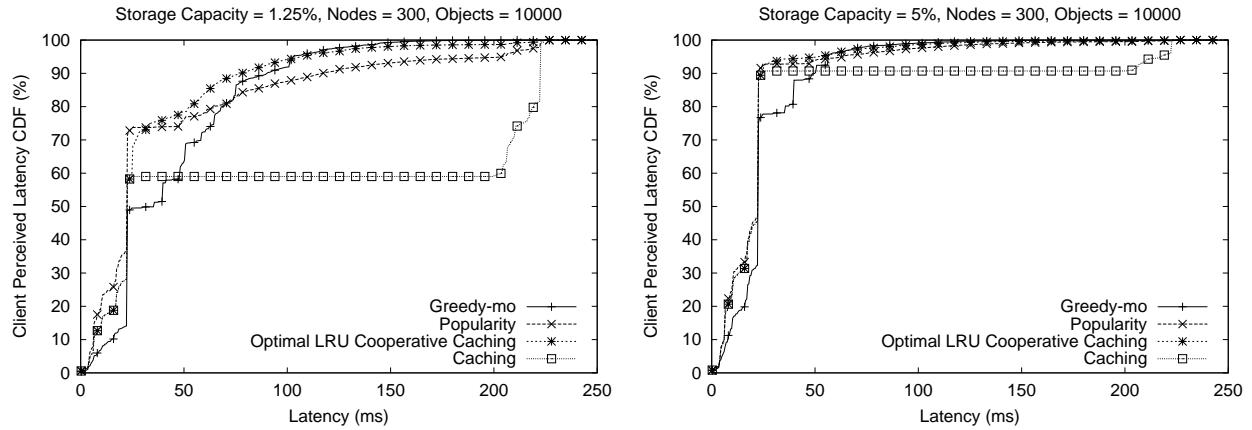 Storage Capacity = 1.25%, Nodes = 300, Objects = 10000
Client Perceived Latency CDF (%)
100
90
80
70
60
50
40
30
20
10
0
Greedy-mo
Popularity
Optimal LRU Cooperative Caching
Caching
0 50 100 150 200 250
Latency (ms)
Storage Capacity = 5%, Nodes = 300, Objects = 10000
Client Perceived Latency CDF (%)
100
90
80
70
60
50
40
30
20
10
0
Greedy-mo
Popularity
Optimal LRU Cooperative Caching
Caching
0 50 100 150 200 250
Latency (ms)